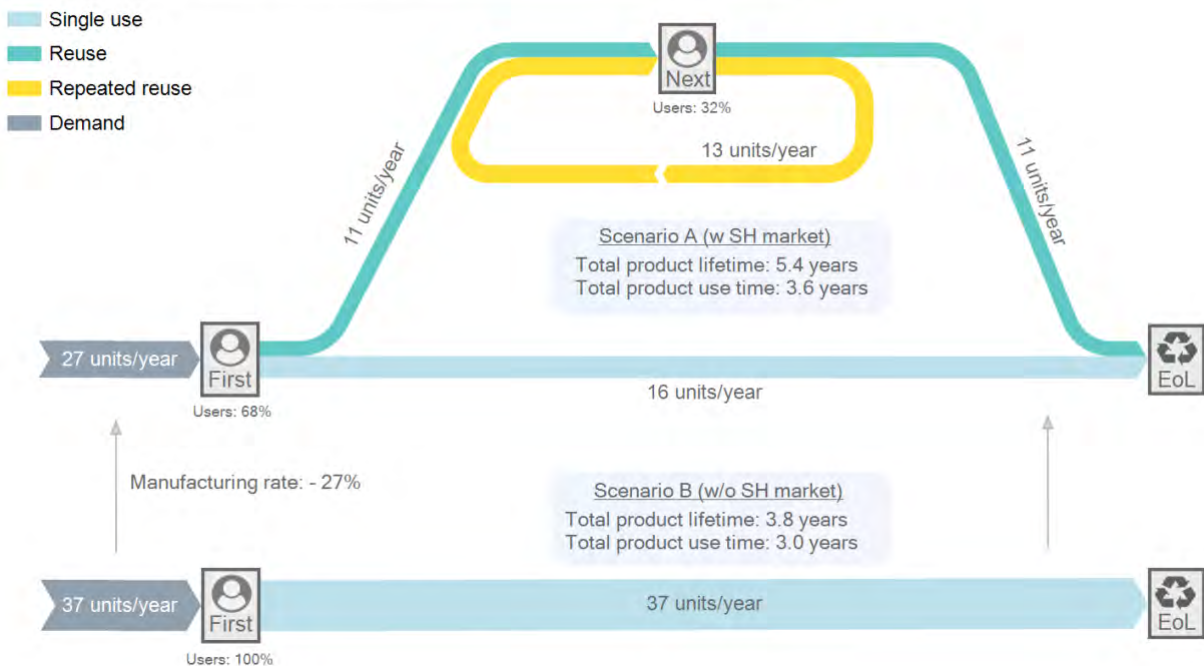 Single use
Reuse
Repeated reuse
Demand
Next
Users: 32%
13 units/year
11 units/year
11 units/year
Scenario A (w SH market)
Total product lifetime: 5.4 years
Total product use time: 3.6 years
27 units/year
First
Users: 68%
16 units/year
EoL
Manufacturing rate: - 27%
Scenario B (w/o SH market)
Total product lifetime: 3.8 years
Total product use time: 3.0 years
37 units/year
First
Users: 100%
37 units/year
EoL